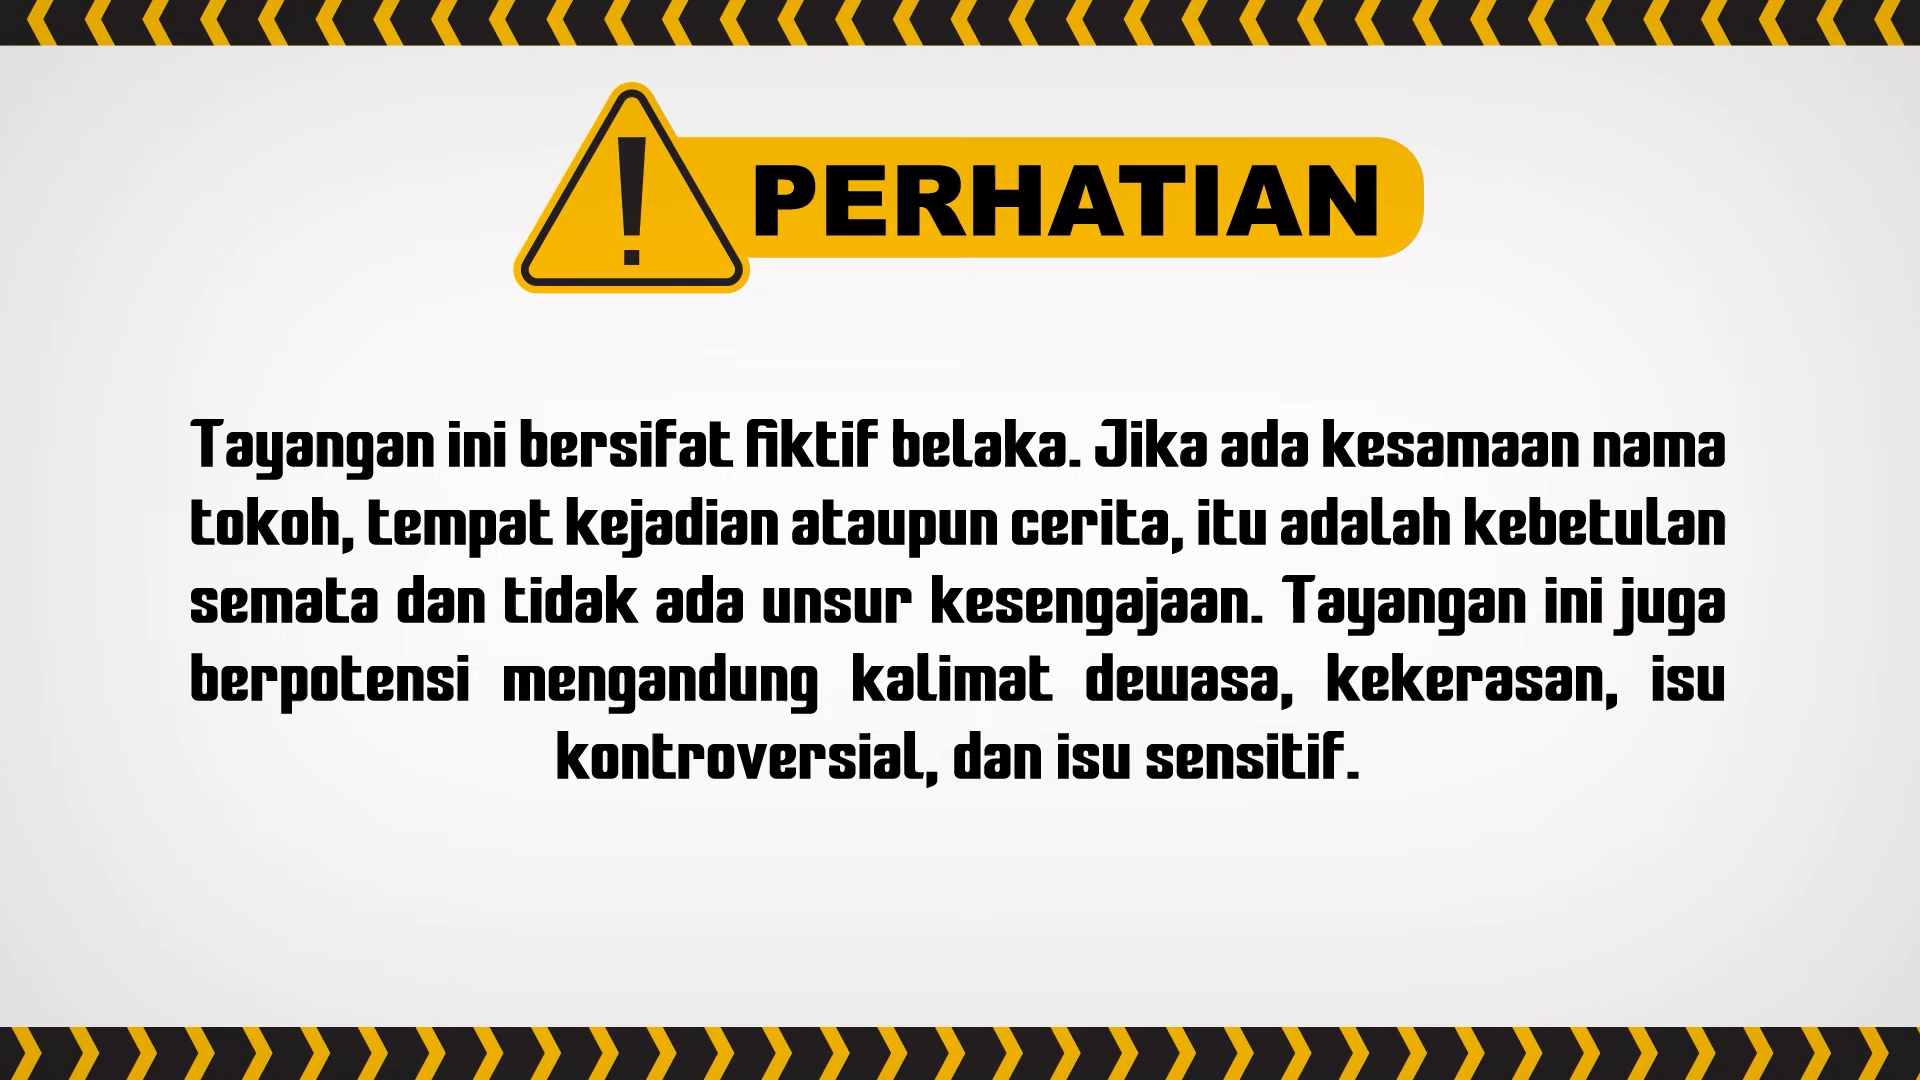 PERHATIAN
Tayangan ini bersifat fiktif belaka. Jika ada kesamaan nama
tokoh, tempat kejadian ataupun cerita, itu adalah kebetulan
semata dan tidak ada unsur kesengajaan. Tayangan ini juga
berpotensi mengandung kalimat dewasa, kekerasan, isu
kontroversial, dan isu sensitif.